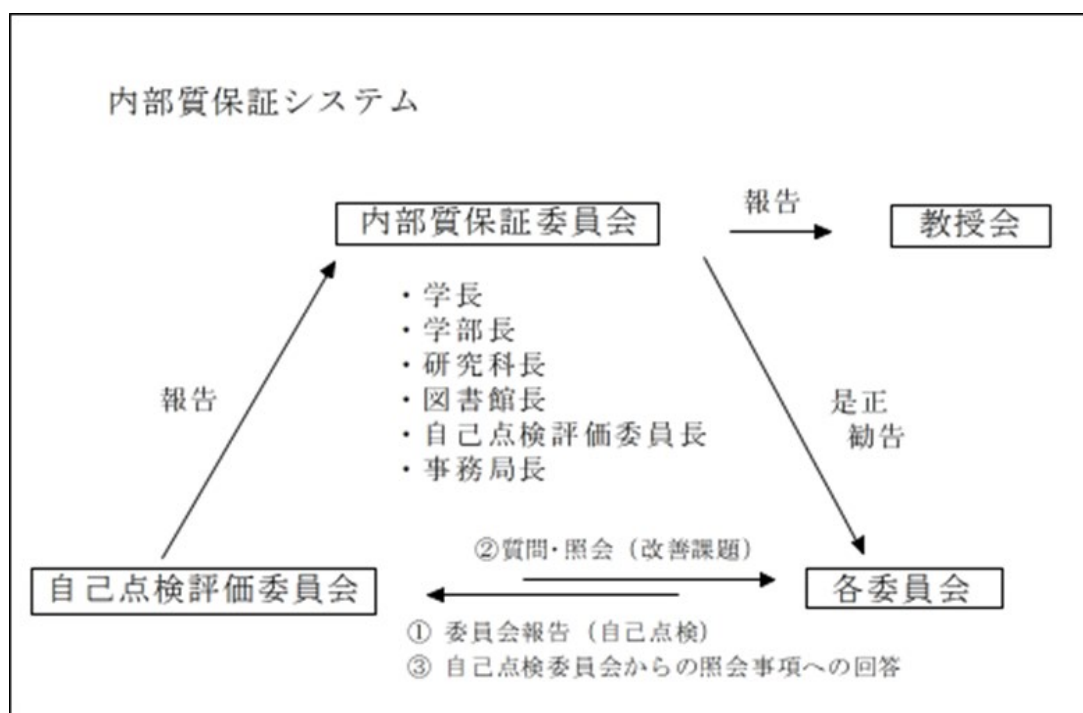 内部質保証システム
内部質保証委員会
報告
教授会
・学長
・学部長
・研究科長
・図書館長
・自己点検評価委員長
・事務局長
報告
是正
勧告
②質問・照会（改善課題）
自己点検評価委員会
各委員会
① 委員会報告（自己点検）
③ 自己点検委員会からの照会事項への回答